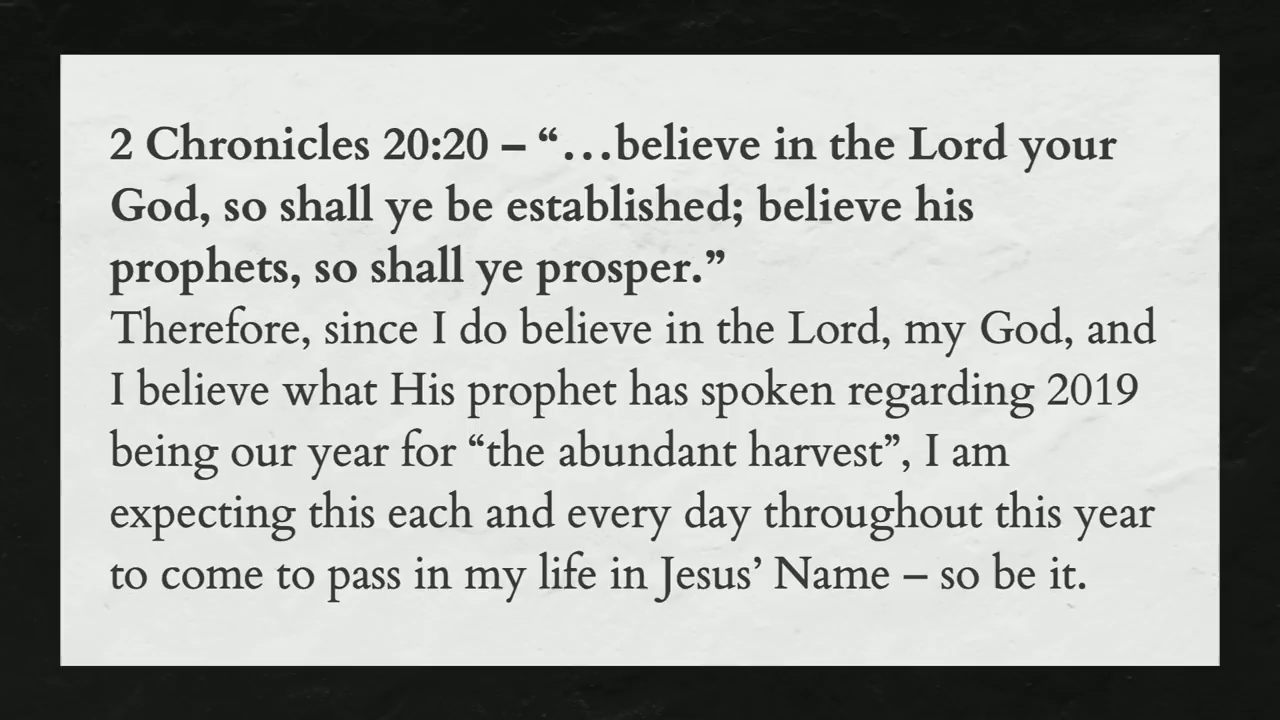 2 Chronicles 20:20 – “…believe in the Lord your
God, so shall ye be established; believe his
prophets, so shall ye prosper.”
Therefore, since I do believe in the Lord, my God, and
I believe what His prophet has spoken regarding 2019
being our year for “the abundant harvest”, I am
expecting this each and every day throughout this year
to come to pass in my life in Jesus’ Name – so be it.